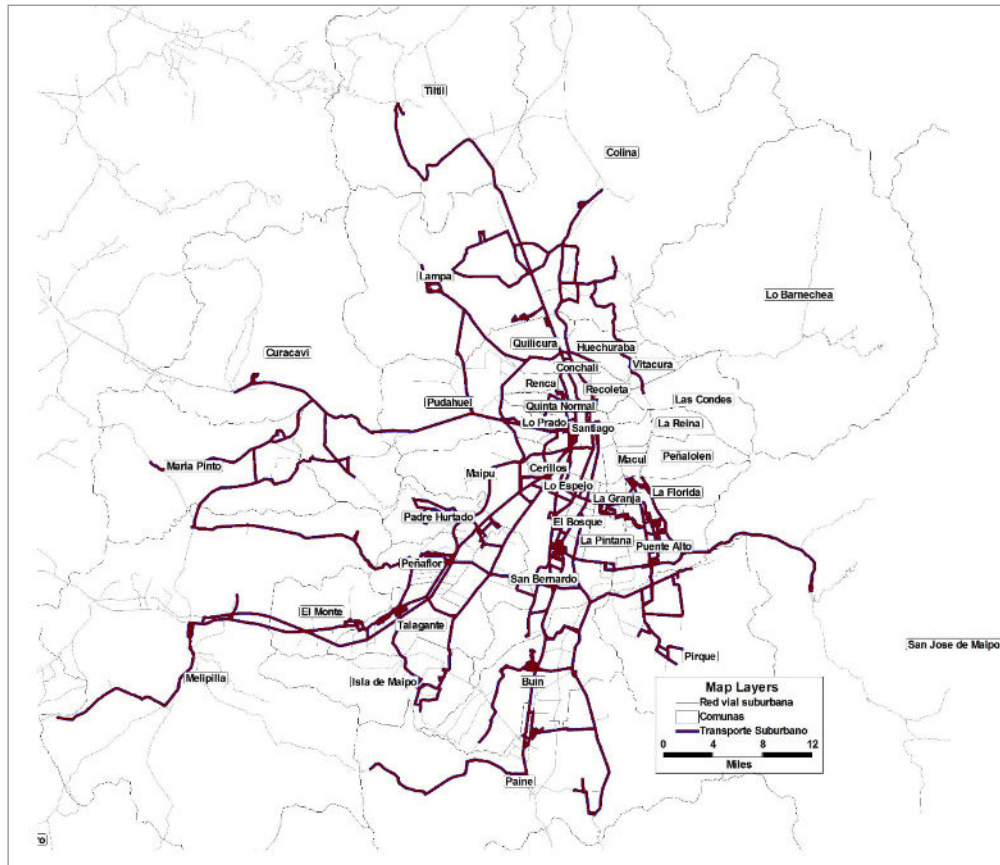 Tiltil
Colina
Lampa
Lo Barnechea
Quilicura
Huechuraba
Curacaví
Conchalí
Vitacura
Renca
Recoleta
Pudahuel
Quinta Normal
Las Condes
Lo Prado
Santiago
La Reina
Macul
Peñalolen
María Pinto
Maipu
Cerillos
Lo Espejo
La Florida
La Granja
Padre Hurtado
El Bosque
La Pintana
Puente Alto
Peñaflor
San Bernardo
El Monte
Talagante
San Jose de Maipo
Pirque
Melipilla
Isla de Maipo
Buin
Map Layers
Red vial suburbana
Comunas
Transporte Suburbano
0 4 8 12
Miles
Paine